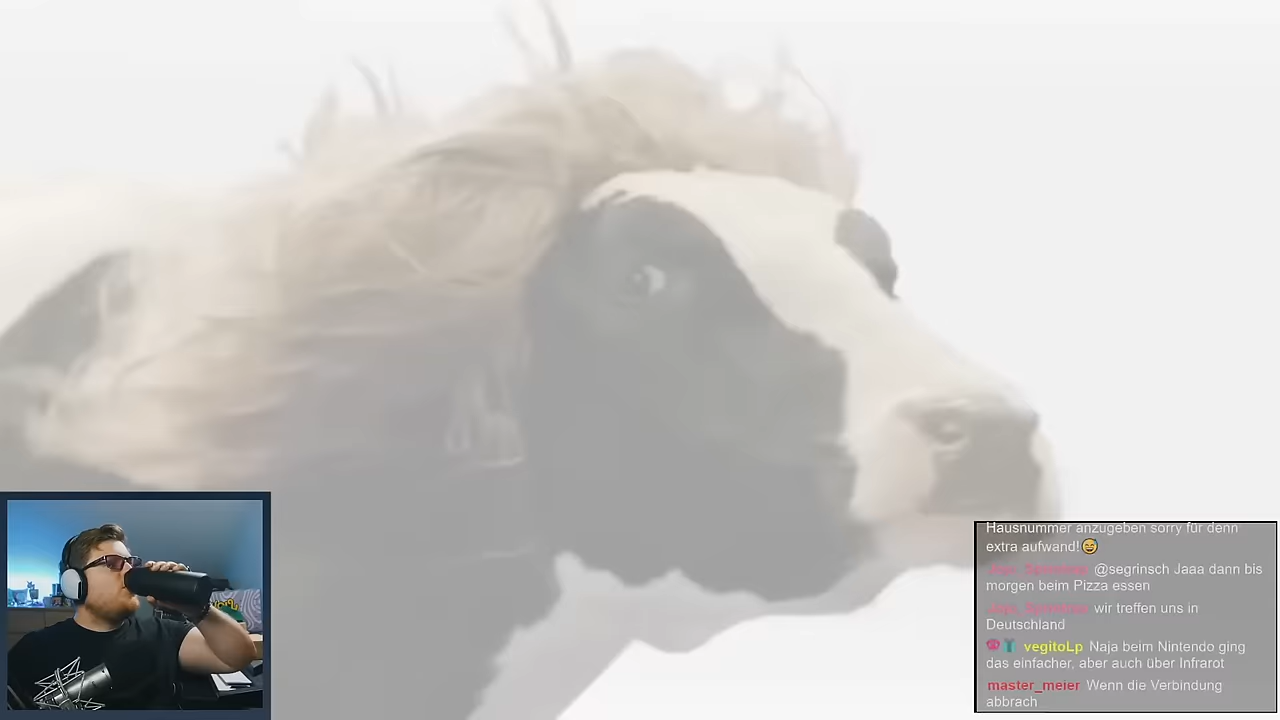 Hausnummer anzugeben sorry für denn
extra aufwand!😅
@segrinsch Jaaa dann bis
morgen beim Pizza essen
wir treffen uns in
Deutschland
vegitoLp Naja beim Nintendo ging
das einfacher, aber auch über Infrarot
master_meier Wenn die Verbindung
abbrach